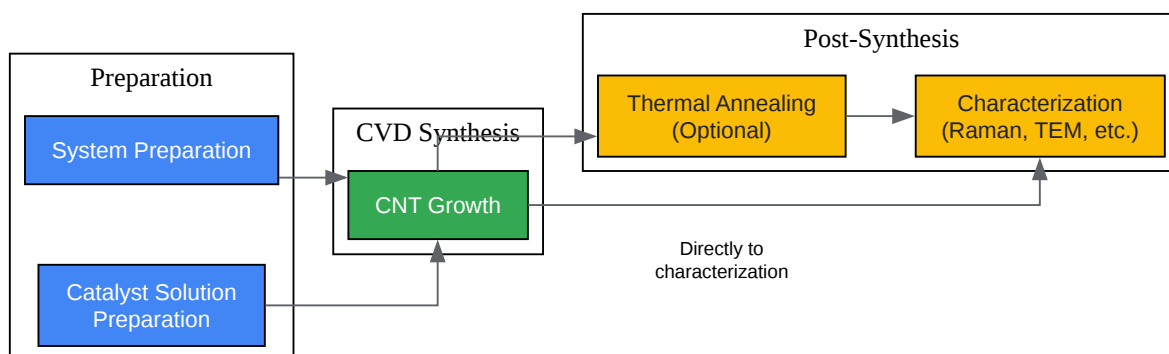 Preparation
System Preparation
Catalyst Solution
Preparation
CVD Synthesis
CNT Growth
Post-Synthesis
Thermal Annealing
(Optional)
Characterization
(Raman, TEM, etc.)
Directly to
characterization